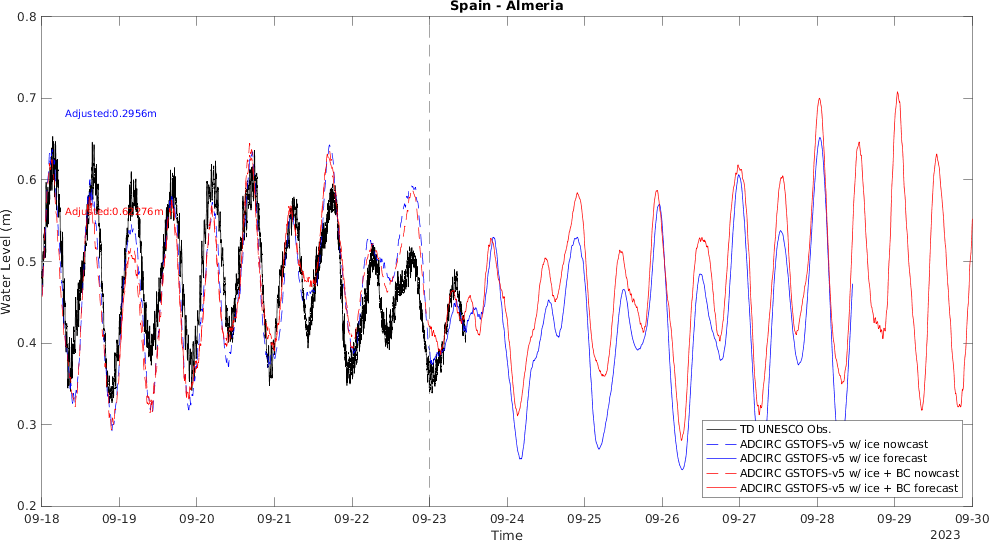 Spain - Almeria
0.8
0.7
0.6
0.5
0.4
0.3
0.2
Water Level (m)
Adjusted:0.2956m
TD UNESCO Obs.
ADCIRC GSTOFS-v5 w/ ice nowcast
ADCIRC GSTOFS-v5 w/ ice forecast
ADCIRC GSTOFS-v5 w/ ice + BC nowcast
ADCIRC GSTOFS-v5 w/ ice + BC forecast
09-18 09-19 09-20 09-21 09-22 09-23 09-24 09-25 09-26 09-27 09-28 09-29 09-30
Time
2023